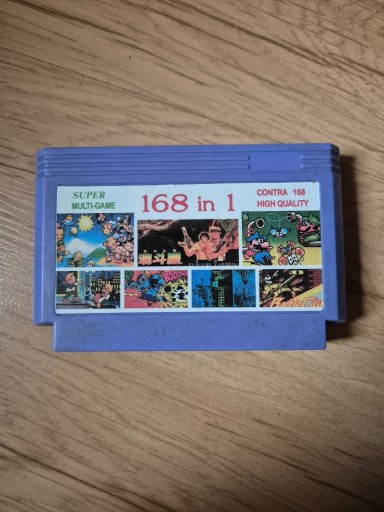 SUPER
MULTI-GAME
168 in 1
CONTRA 168
HIGH QUALITY